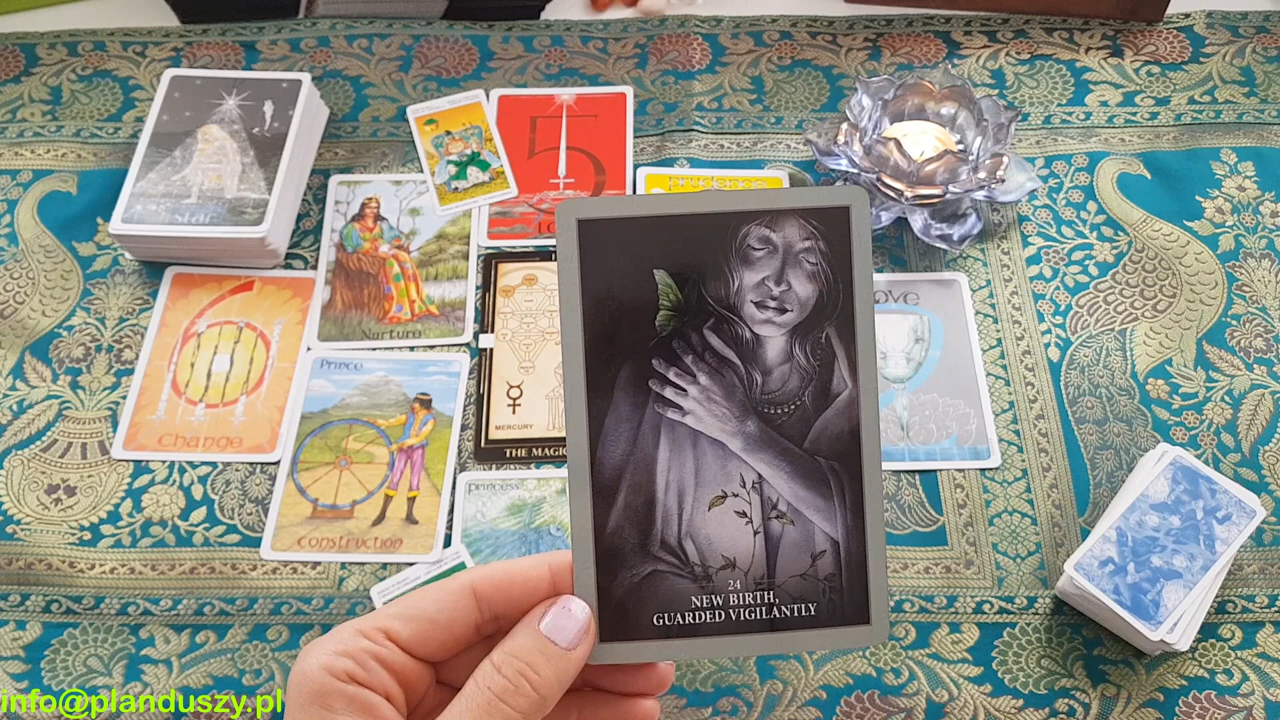 Star
5
prudence
Nurture
6
Change
Prince
Construction
MERCURY
THE MAGIC
princess
24
NEW BIRTH,
GUARDED VIGILANTLY
info@planduszy.pl